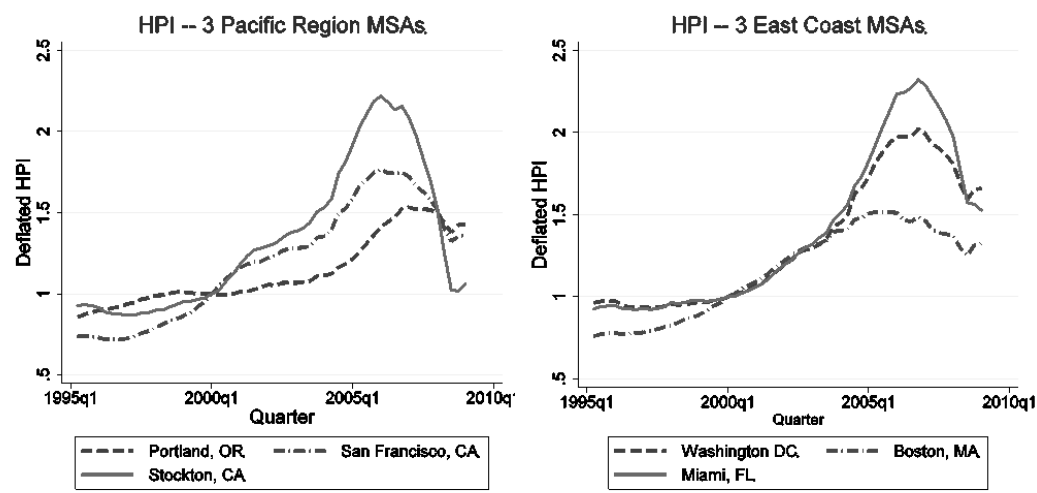 HPI -- 3 Pacific Region MSAs.
2.5
2
1.5
1
.5
Deflated HPI
1995q1 2000q1 2005q1 2010q1
Quarter
Portland, OR. San Francisco, CA.
Stockton, CA.
HPI -- 3 East Coast MSAs.
2.5
2
1.5
1
.5
Deflated HPI
1995q1 2000q1 2005q1 2010q1
Quarter
Washington DC. Boston, MA.
Miami, FL.